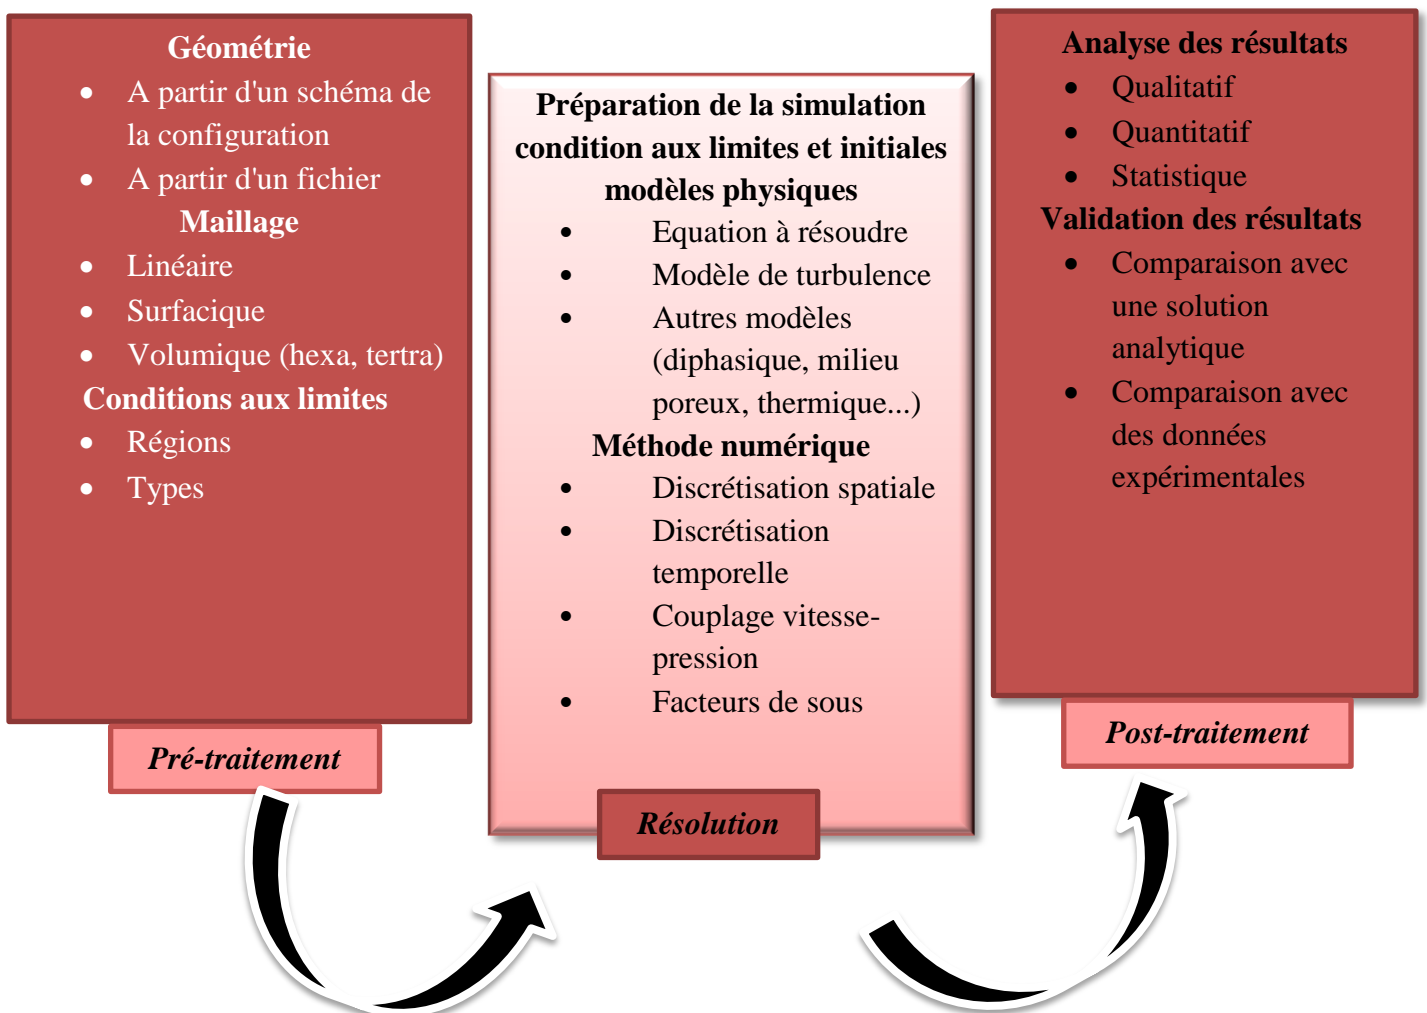 Géométrie
• A partir d'un schéma de
la configuration
• A partir d'un fichier
Maillage
• Linéaire
• Surfacique
• Volumique (hexa, tertra)
Conditions aux limites
• Régions
• Types
Pré-traitement
Préparation de la simulation
condition aux limites et initiales
modèles physiques
• Equation à résoudre
• Modèle de turbulence
• Autres modèles
(diphasique, milieu
poreux, thermique...)
Méthode numérique
• Discrétisation spatiale
• Discrétisation
temporelle
• Couplage vitesse-
pression
• Facteurs de sous
Résolution
Analyse des résultats
• Qualitatif
• Quantitatif
• Statistique
Validation des résultats
• Comparaison avec
une solution
analytique
• Comparaison avec
des données
expérimentales
Post-traitement